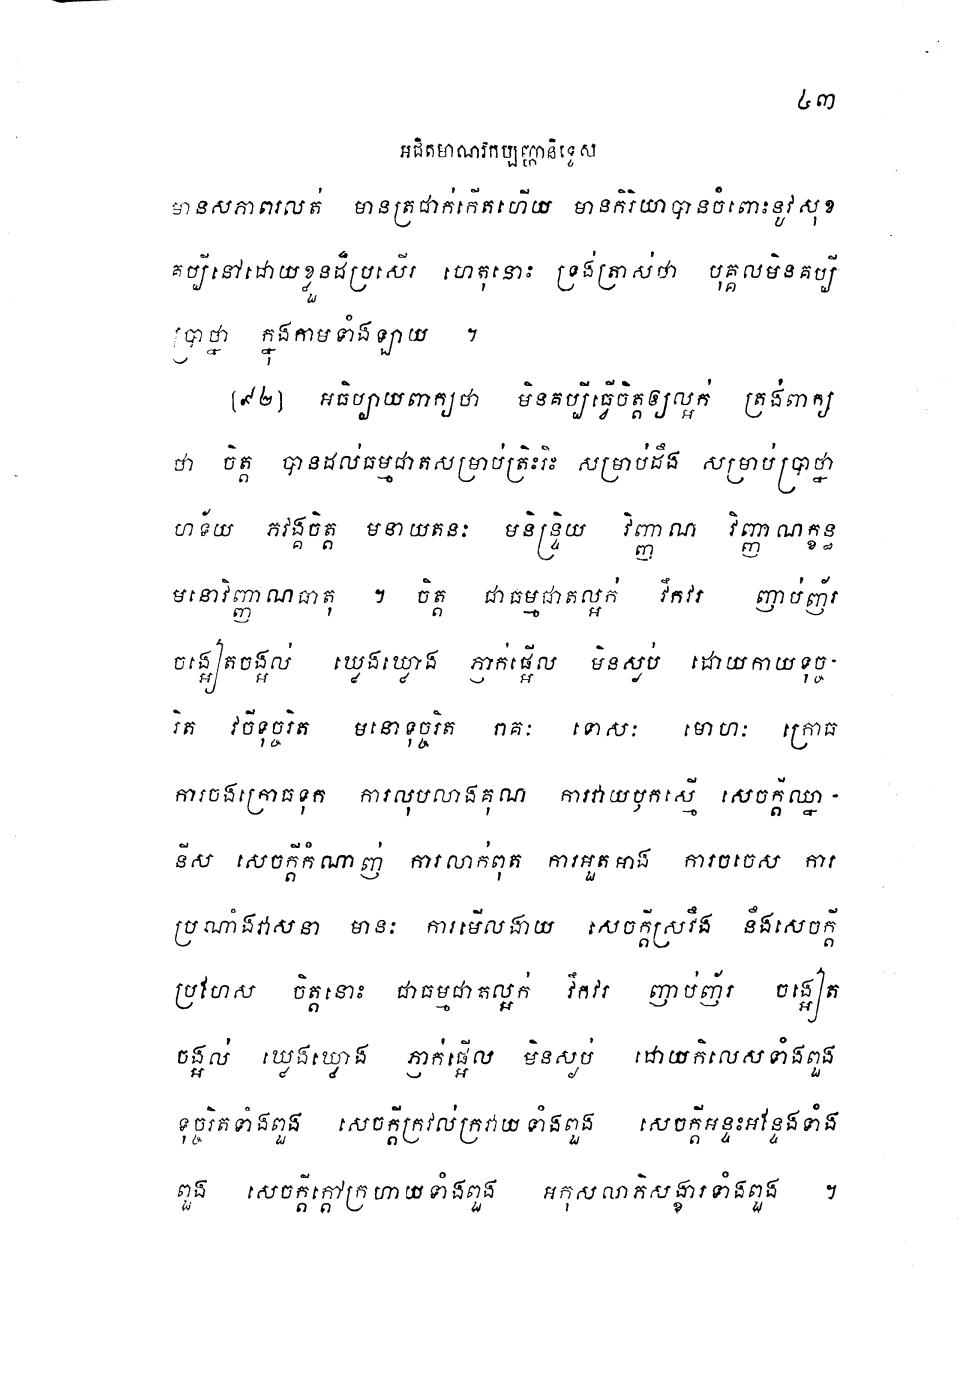 ៤៣
អជិតមាណវកប្បញ្ហានិទ្ទេស
មានសភាពរលត់ មានត្រជាក់កើតហើយ មានកិរិយាបានចំពោះនូវសុខ
គប្បីនៅដោយខ្លួនដ៏ប្រសើរ ហេតុនោះ ទ្រង់ត្រាស់ថា បុគ្គលមិនគប្បី
ប្រាថ្នា ក្នុងកាមទាំងឡាយ ។
(៩២) អធិប្បាយពាក្យថា មិនគប្បីធ្វើចិត្តឲ្យល្អក់ ត្រង់ពាក្យ
ថា ចិត្ត បានដល់ធម្មជាតសម្រាប់ត្រិះរិះ សម្រាប់ដឹង សម្រាប់ប្រាថ្នា
ហទ័យ ភវង្គចិត្ត មនាយតនៈ មនិន្ទ្រិយ វិញ្ញាណ វិញ្ញាណក្ខន្ធ
មនោវិញ្ញាណធាតុ ។ ចិត្ត ជាធម្មជាតល្អក់ វឹកវរ ញាប់ញ័រ
ចង្អៀតចង្អល់ ឃ្វេងឃ្វោង ភ្ញាក់ផ្អើល មិនស្ងប់ ដោយកាយទុច្ច-
រិត វចីទុច្ចរិត មនោទុច្ចរិត រាគៈ ទោសៈ មោហៈ ក្រោធ
ការចងក្រោធទុក ការលុបលាងគុណ ការវាយឫកស្មើ សេចក្តីឈ្នា-
នីស សេចក្តីកំណាញ់ ការលាក់ពុត ការអួតអាង ការចចេស ការ
ប្រណាំងវាសនា មានះ ការមើលងាយ សេចក្តីស្រវឹង នឹងសេចក្តី
ប្រហែស ចិត្តនោះ ជាធម្មជាតល្អក់ វឹកវរ ញាប់ញ័រ ចង្អៀត
ចង្អល់ ឃ្វេងឃ្វោង ភ្ញាក់ផ្អើល មិនស្ងប់ ដោយកិលេសទាំងពួង
ទុច្ចរិតទាំងពួង សេចក្តីក្រវល់ក្រវាយទាំងពួង សេចក្តីអន្ទះអន្ទែងទាំង
ពួង សេចក្តីក្តៅក្រហាយទាំងពួង អកុសលាភិសង្ខារទាំងពួង ។